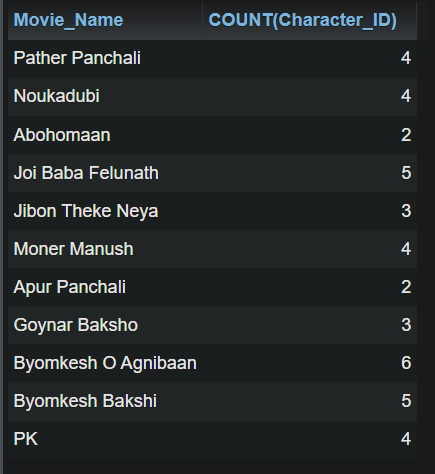 Movie_Name COUNT(Character_ID)
Pather Panchali 4
Noukadubi 4
Abohomaan 2
Joi Baba Felunath 5
Jibon Theke Neya 3
Moner Manush 4
Apur Panchali 2
Goynar Baksho 3
Byomkesh O Agnibaan 6
Byomkesh Bakshi 5
PK 4